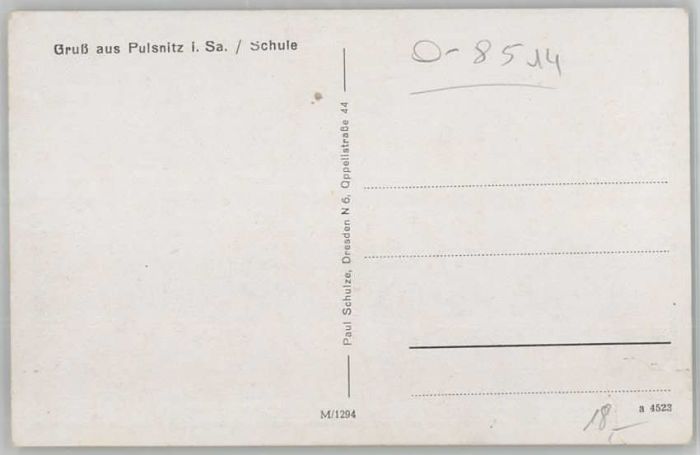 Gruß aus Pulsnitz i. Sa. / Schule
O-8514
Paul Schulze, Dresden N 6, Oppellstraße 44
M/1294
18,-
a 4523